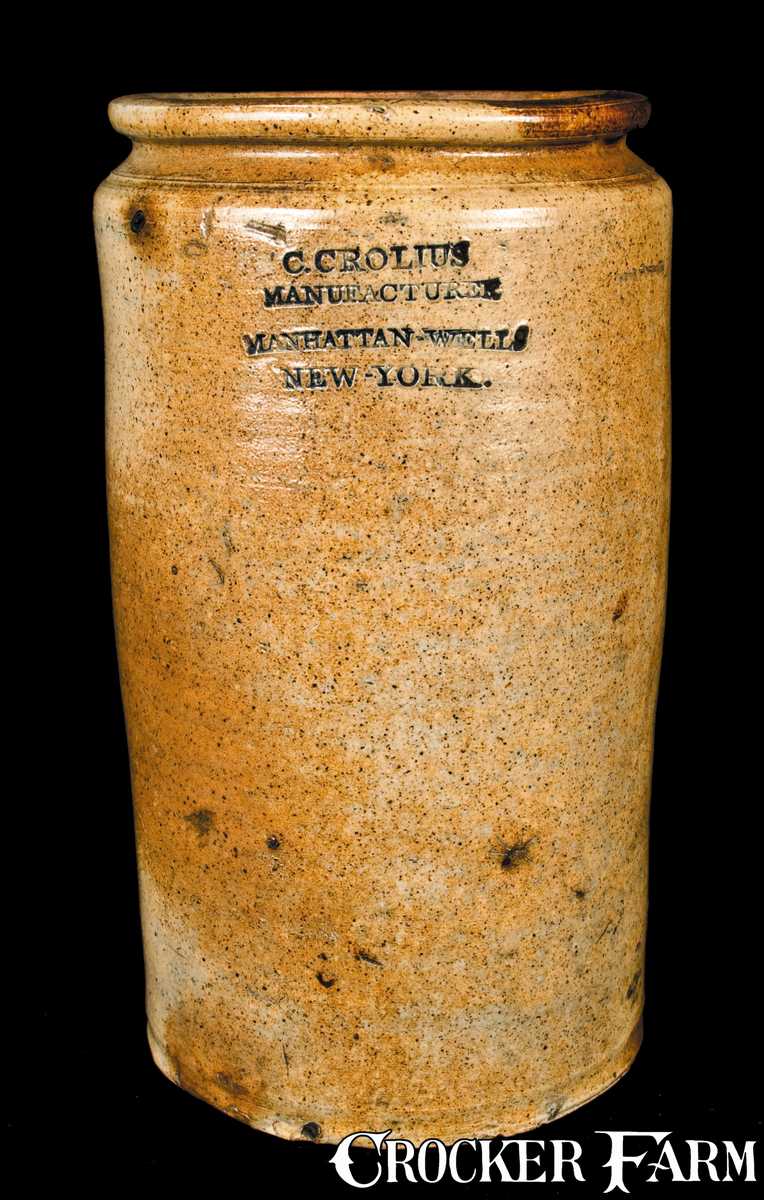 C. CROLIUS
MANUFACTURER
MANHATTAN-WELLS
NEW-YORK.
CROCKER FARM